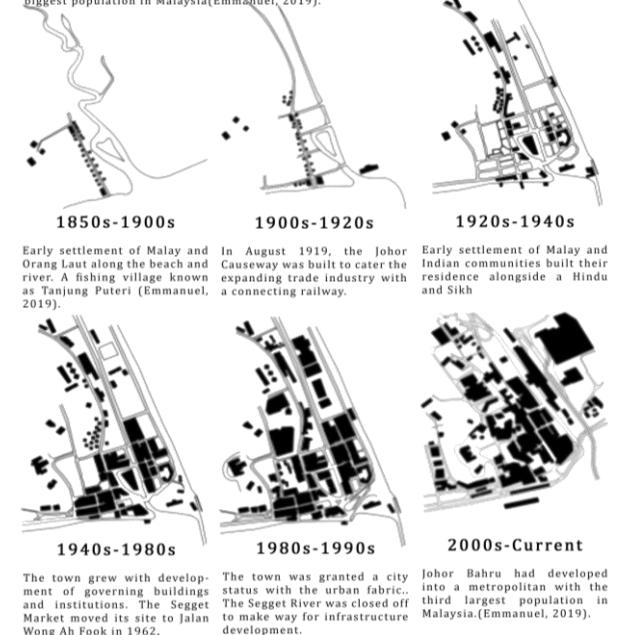 biggest population in Malaysia(Emmanuel, 2019).
1850s-1900s
Early settlement of Malay and
Orang Laut along the beach and
river. A fishing village known
as Tanjung Puteri (Emmanuel,
2019).
1900s-1920s
In August 1919, the Johor
Causeway was built to cater the
expanding trade industry with
a connecting railway.
1920s-1940s
Early settlement of Malay and
Indian communities built their
residence alongside a Hindu
and Sikh
1940s-1980s
The town grew with develop-
ment of governing buildings
and institutions. The Segget
Market moved its site to Jalan
Wong Ah Fook in 1962.
1980s-1990s
The town was granted a city
status with the urban fabric..
The Segget River was closed off
to make way for infrastructure
development.
2000s-Current
Johor Bahru had developed
into a metropolitan with the
third largest population in
Malaysia.(Emmanuel, 2019).